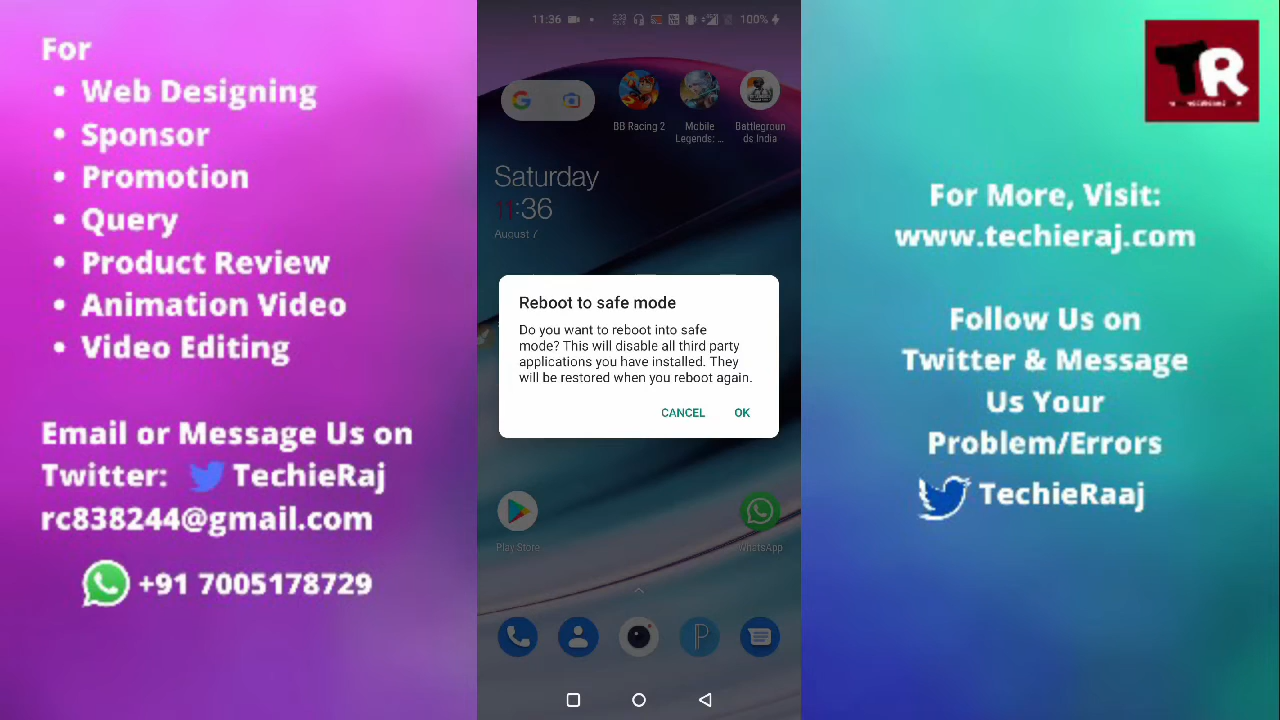 For
• Web Designing
• Sponsor
• Promotion
• Query
• Product Review
• Animation Video
• Video Editing
Email or Message Us on
Twitter: TechieRaj
rc838244@gmail.com
+91 7005178729
11:36
100%
BB Racing 2
Mobile
Legends: ...
Battlegroun
ds India
Saturday
11:36
August 7
Reboot to safe mode
Do you want to reboot into safe
mode? This will disable all third party
applications you have installed. They
will be restored when you reboot again.
CANCEL OK
Play Store
WhatsApp
TR
For More, Visit:
www.techieraj.com
Follow Us on
Twitter & Message
Us Your
Problem/Errors
TechieRaaj